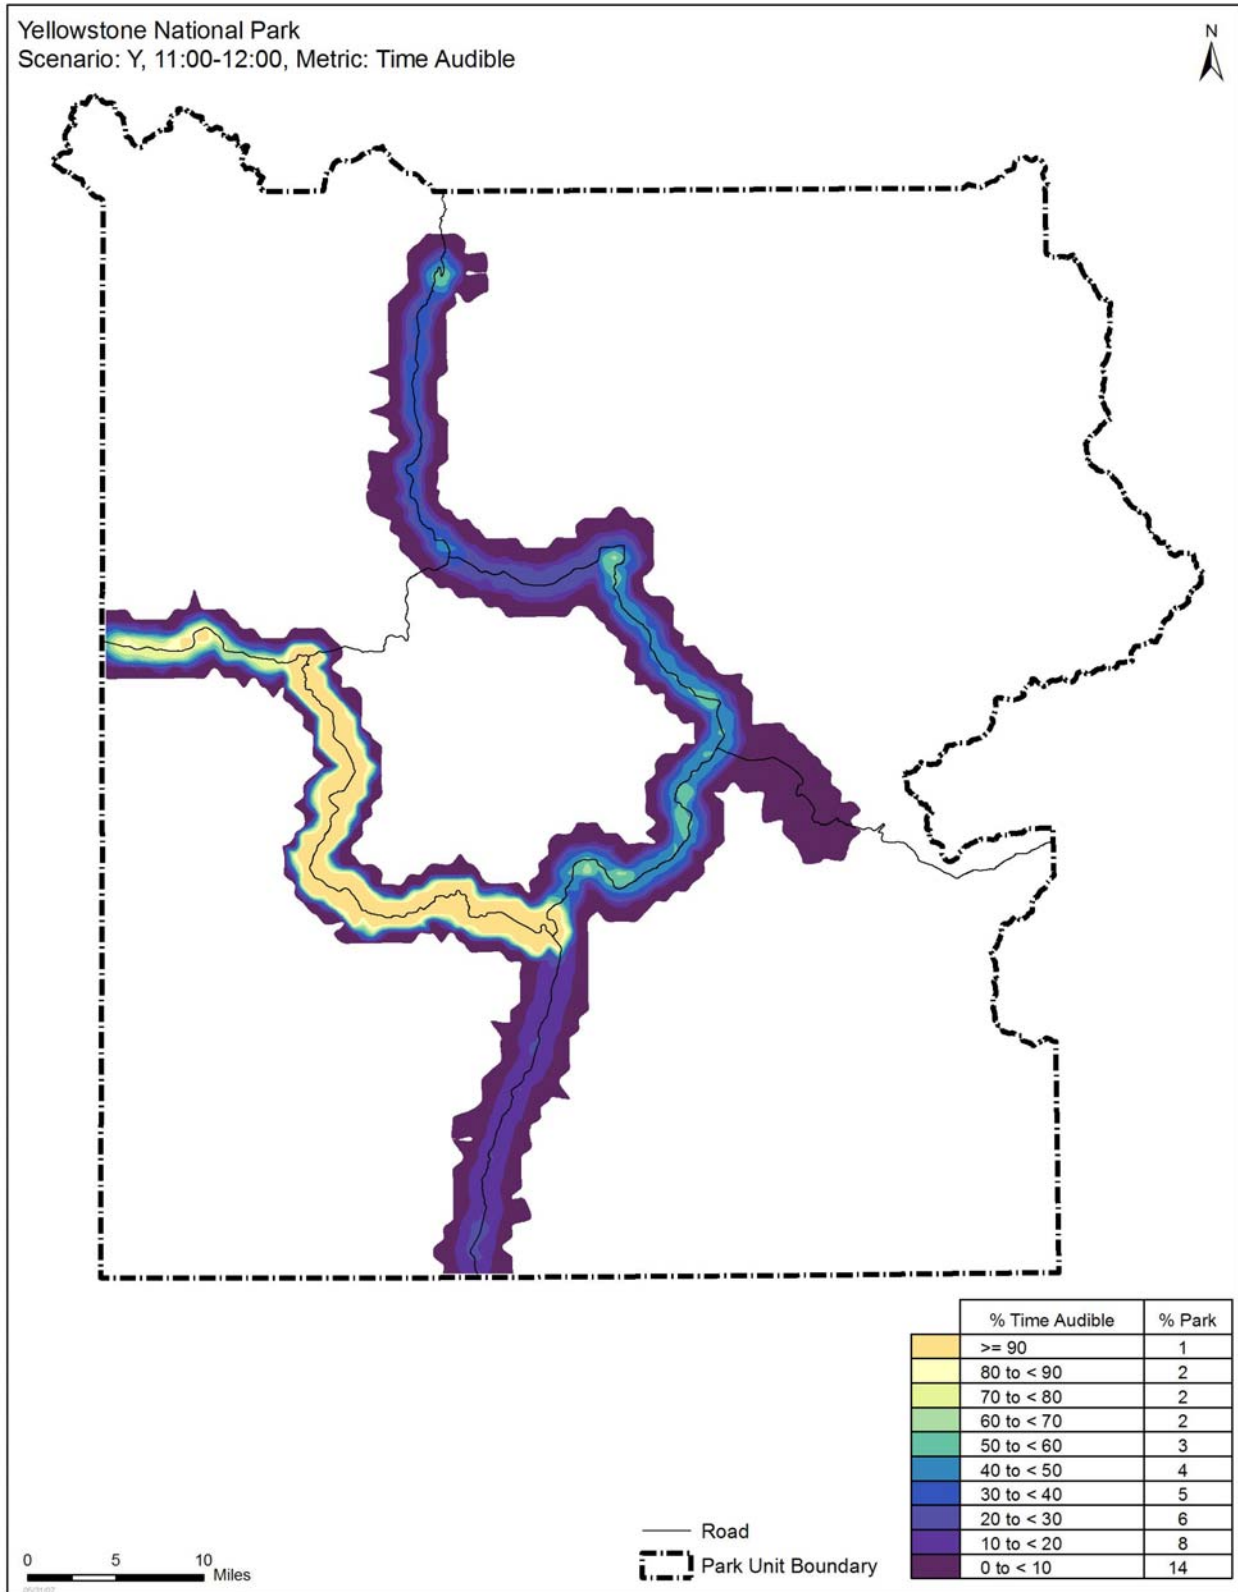 Yellowstone National Park
Scenario: Y, 11:00-12:00, Metric: Time Audible
N
% Time Audible % Park
>= 90 1
80 to < 90 2
70 to < 80 2
60 to < 70 2
50 to < 60 3
40 to < 50 4
30 to < 40 5
20 to < 30 6
10 to < 20 8
0 to < 10 14
Road
Park Unit Boundary
0 5 10
Miles